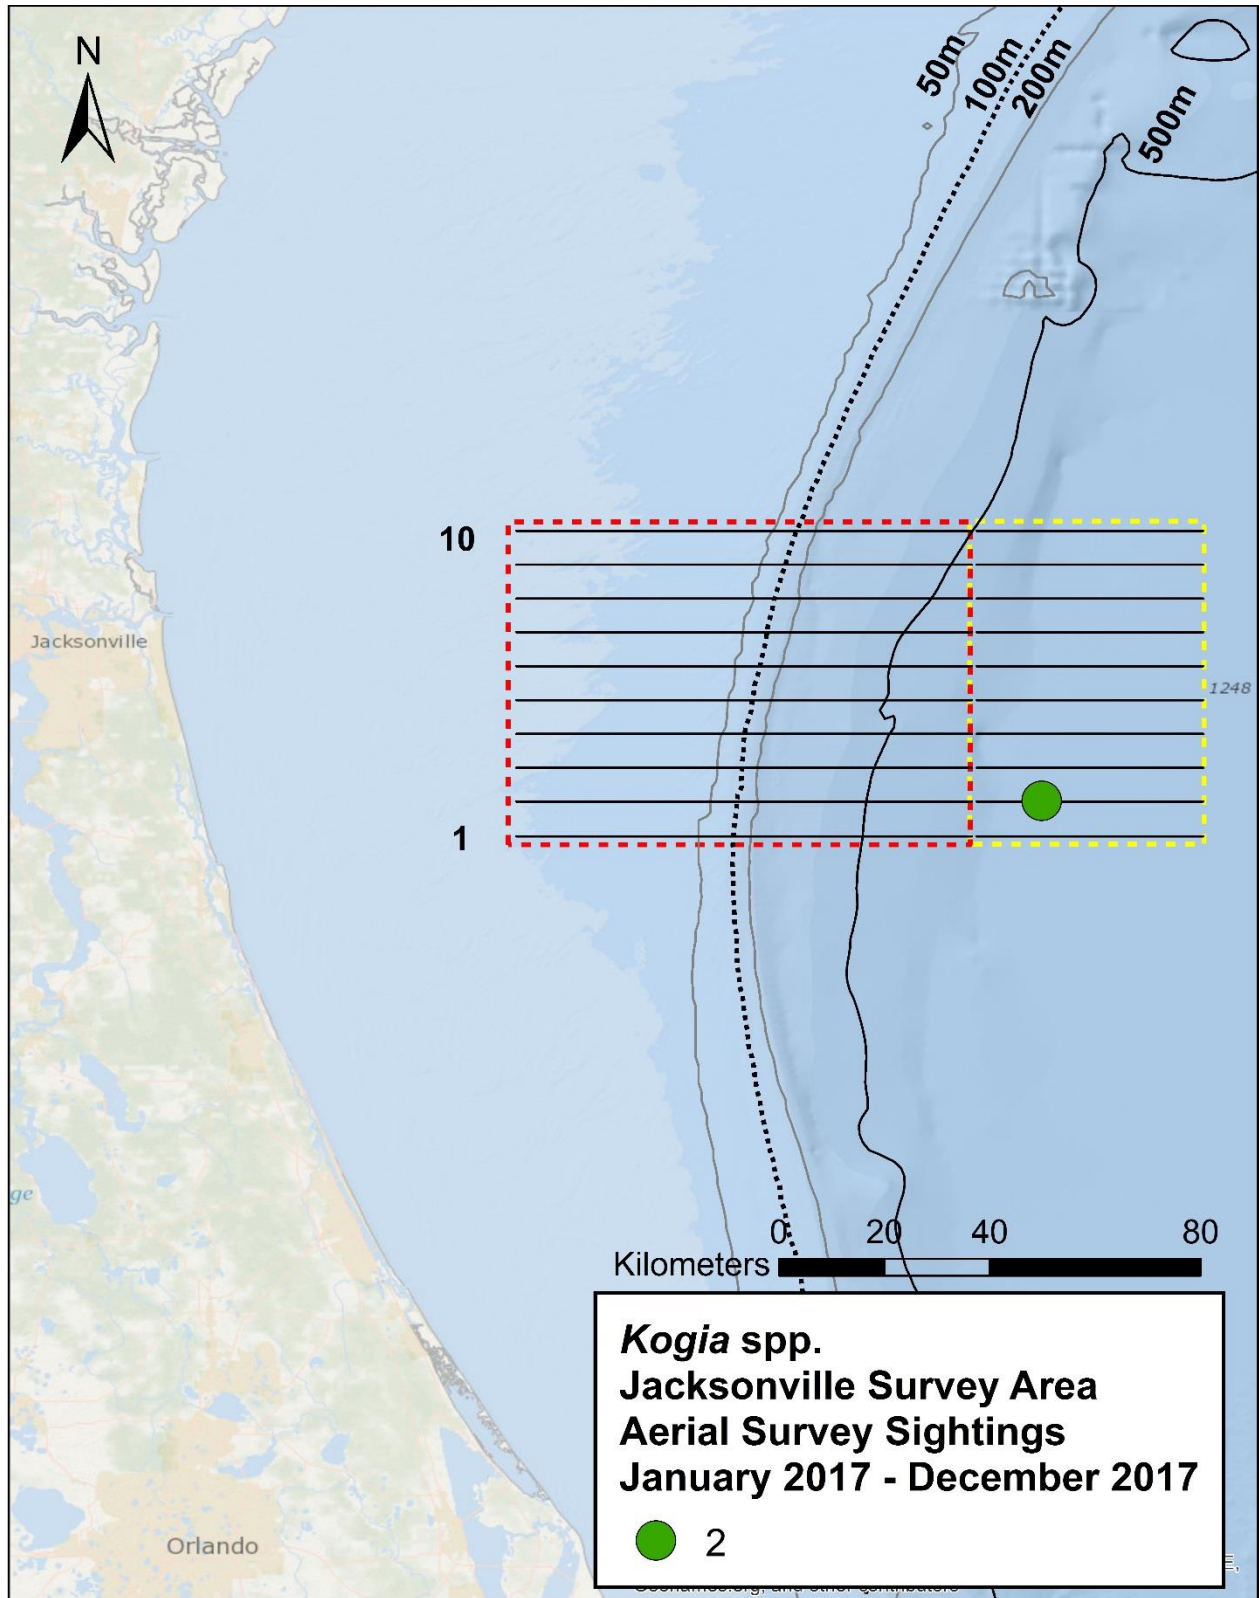 N
50m
100m
200m
500m
10
Jacksonville
1248
1
ge
0 20 40 80
Kilometers
Kogia spp.
Jacksonville Survey Area
Aerial Survey Sightings
January 2017 - December 2017
2
Orlando